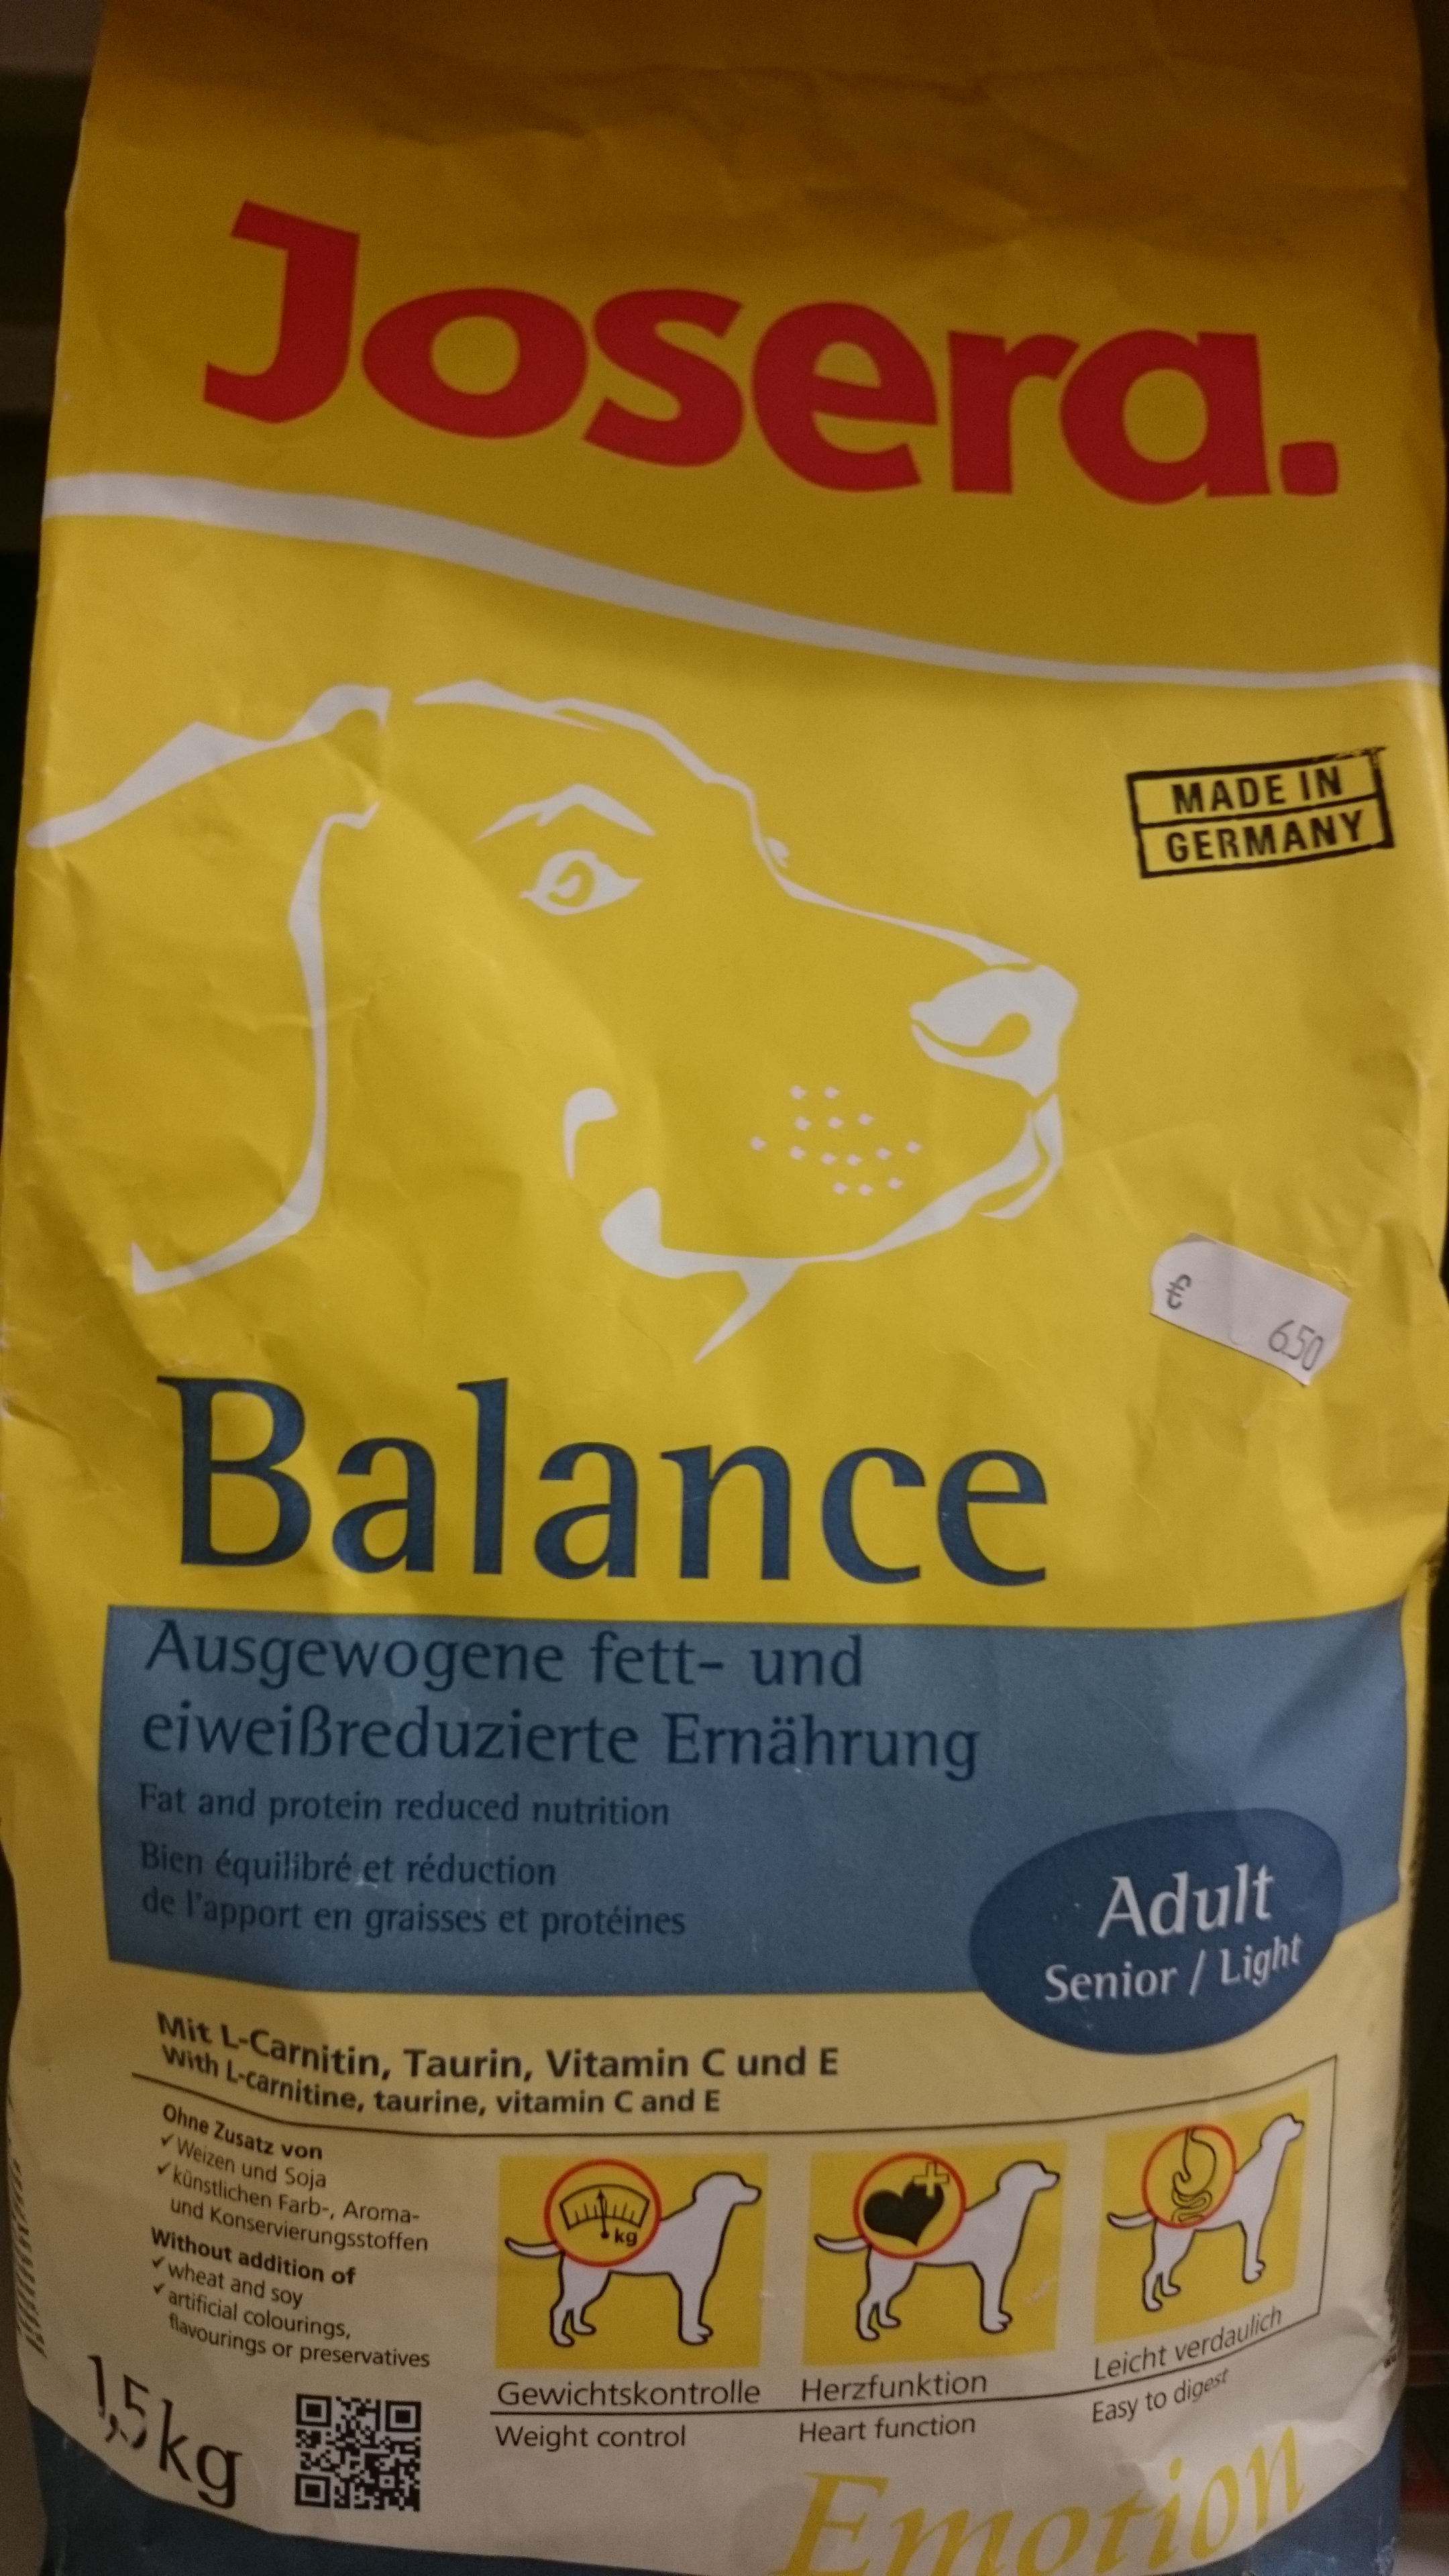 Josera.
MADE IN
GERMANY
€ 6.50
Balance
Ausgewogene fett- und
eiweißreduzierte Ernährung
Fat and protein reduced nutrition
Bien équilibré et réduction
de l'apport en graisses et protéines
Adult
Senior / Light
Mit L-Carnitin, Taurin, Vitamin C und E
With L-carnitine, taurine, vitamin C and E
Ohne Zusatz von
✓ Weizen und Soja
✓ künstlichen Farb-, Aroma-
und Konservierungsstoffen
Without addition of
✓ wheat and soy
✓ artificial colourings,
flavourings or preservatives
kg
Gewichtskontrolle
Weight control
Herzfunktion
Heart function
Leicht verdaulich
Easy to digest
1,5 kg
Emotion